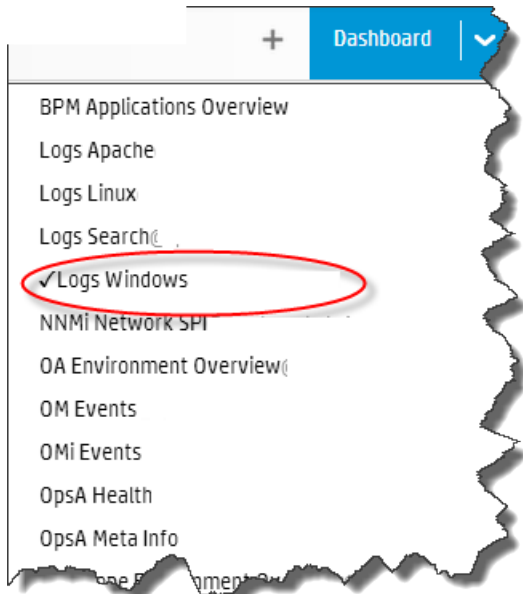 + Dashboard
BPM Applications Overview
Logs Apache
Logs Linux
Logs Search
✓Logs Windows
NNMi Network SPI
OA Environment Overview
OM Events
OMi Events
OpsA Health
OpsA Meta Info